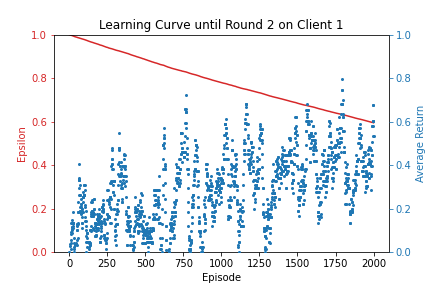 Learning Curve until Round 2 on Client 1
1.0 1.0
0.8 0.8
0.6 0.6
0.4 0.4
0.2 0.2
0.0 0.0
Epsilon
Average Return
0 250 500 750 1000 1250 1500 1750 2000
Episode